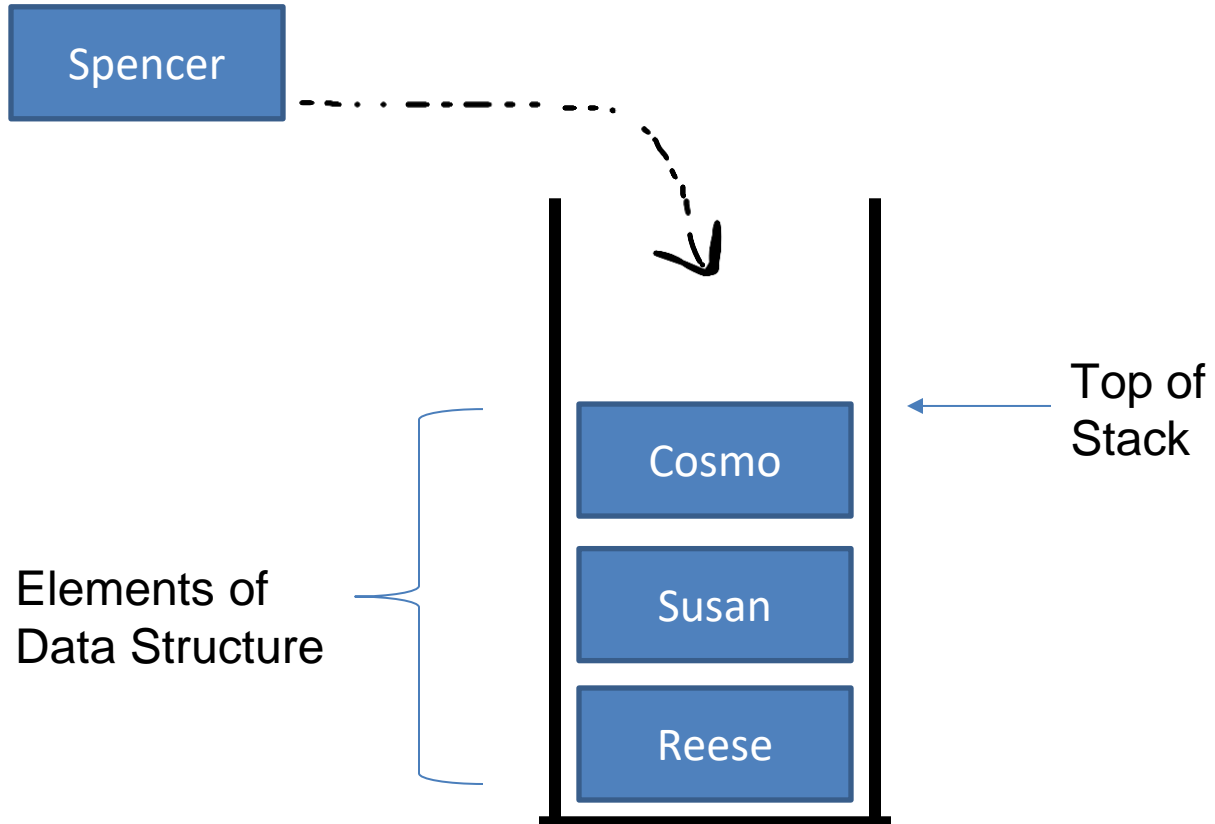 Spencer
Top of
Stack
Cosmo
Elements of
Data Structure
Susan
Reese